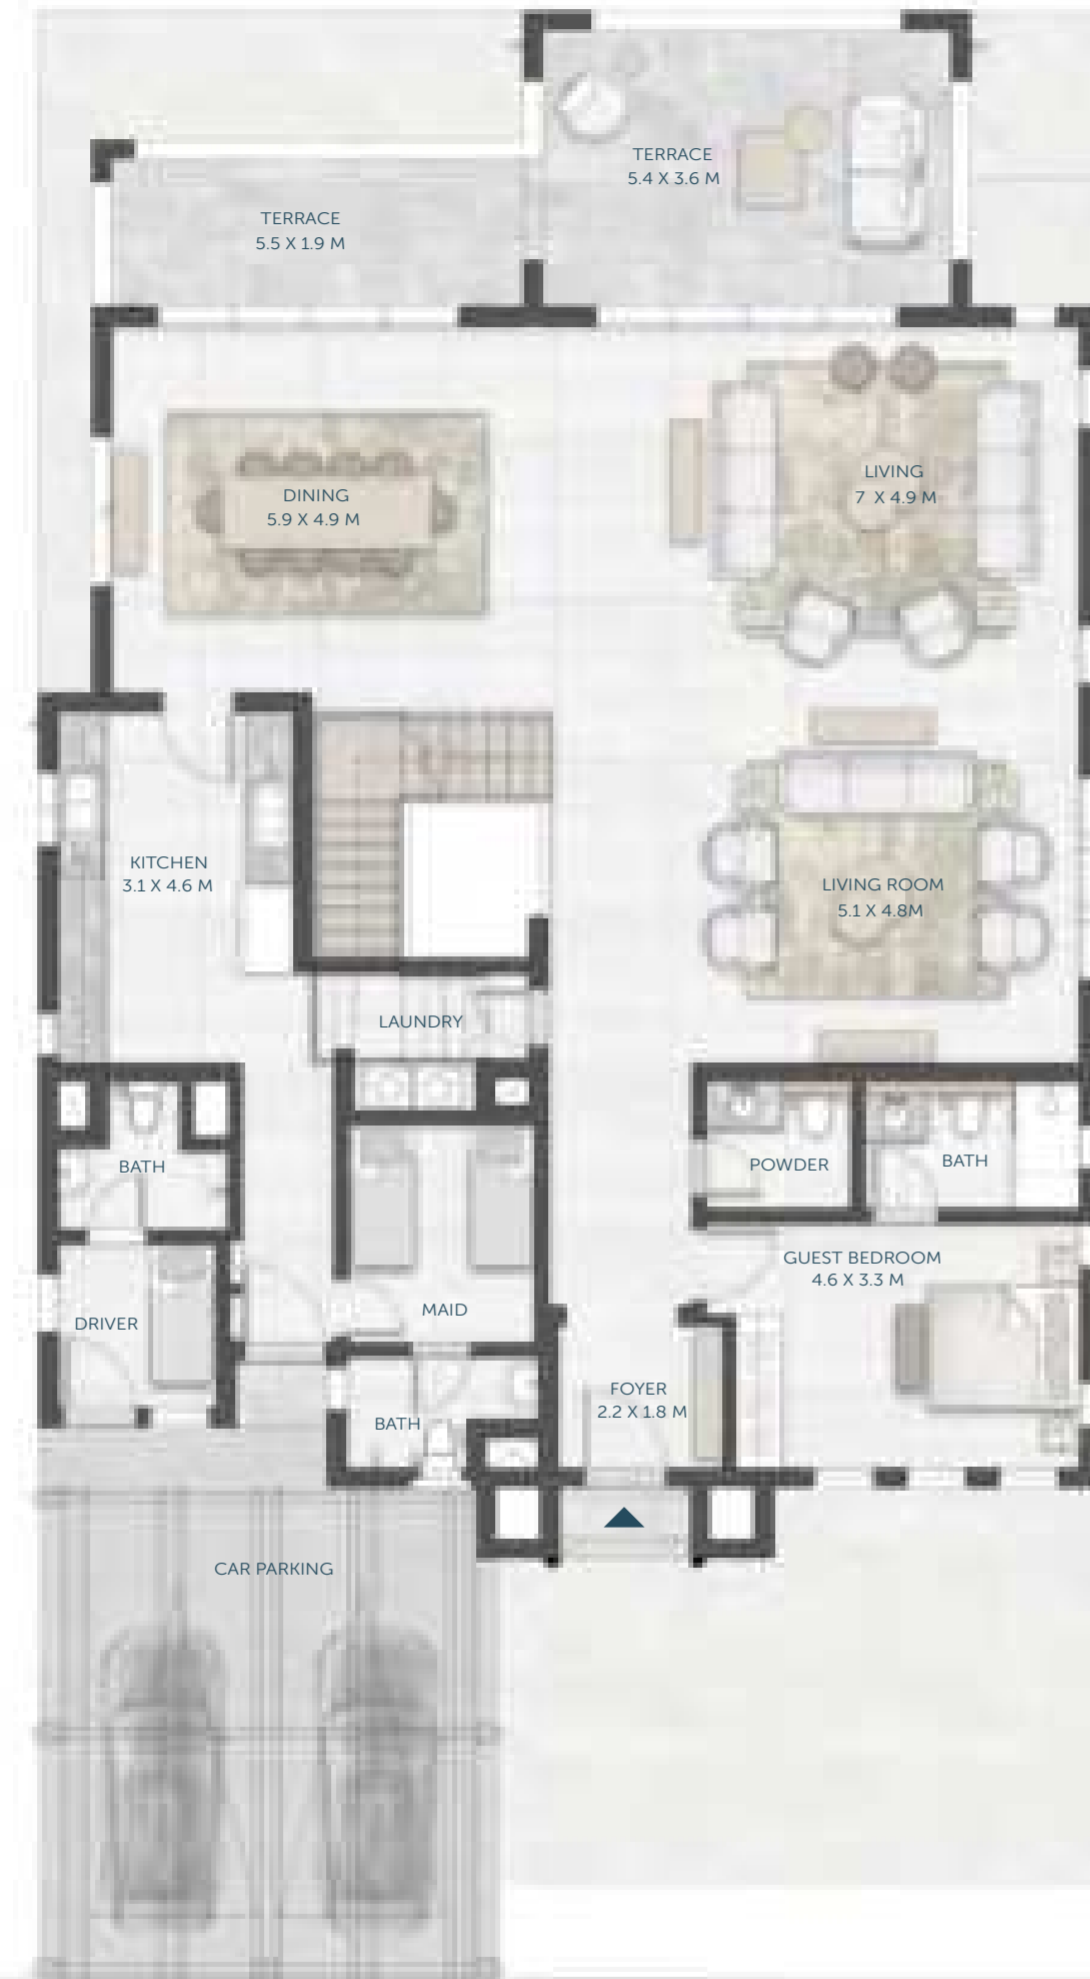 TERRACE
5.4 X 3.6 M
TERRACE
5.5 X 1.9 M
LIVING
7 X 4.9 M
DINING
5.9 X 4.9 M
KITCHEN
3.1 X 4.6 M
LIVING ROOM
5.1 X 4.8M
LAUNDRY
BATH
POWDER
BATH
GUEST BEDROOM
4.6 X 3.3 M
DRIVER
MAID
FOYER
2.2 X 1.8 M
BATH
CAR PARKING